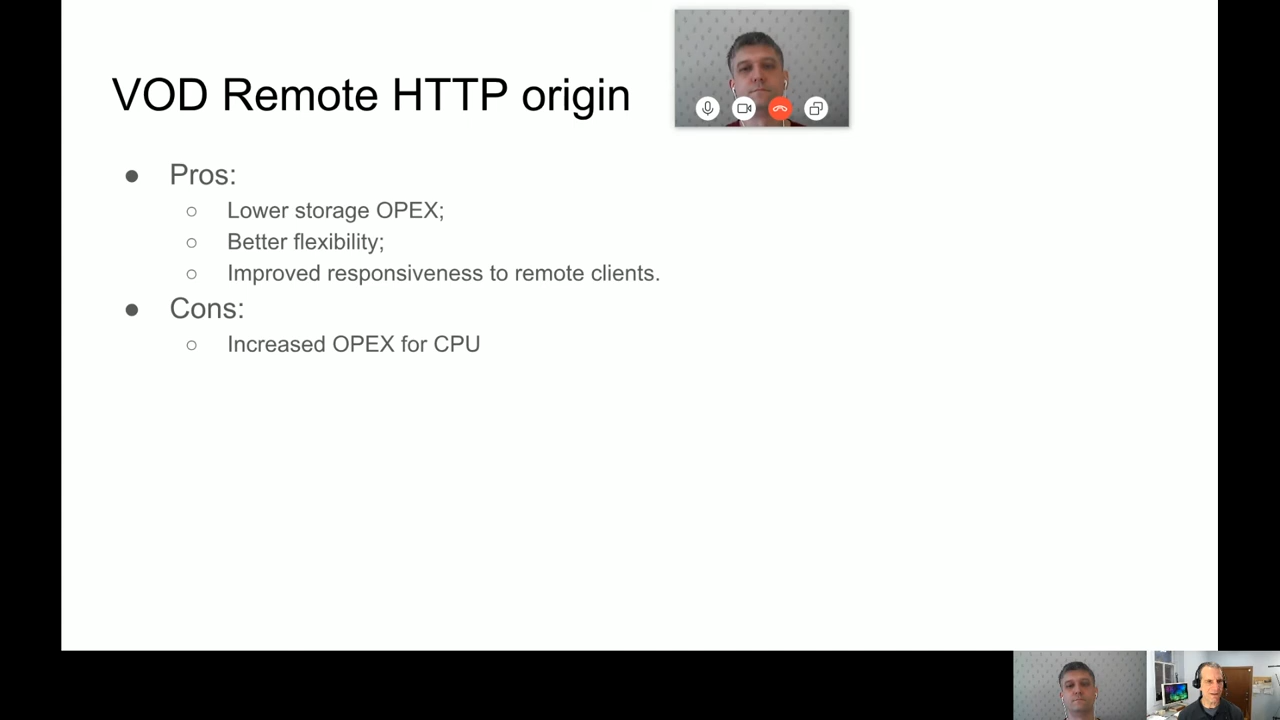 VOD Remote HTTP origin
● Pros:
○ Lower storage OPEX;
○ Better flexibility;
○ Improved responsiveness to remote clients.
● Cons:
○ Increased OPEX for CPU